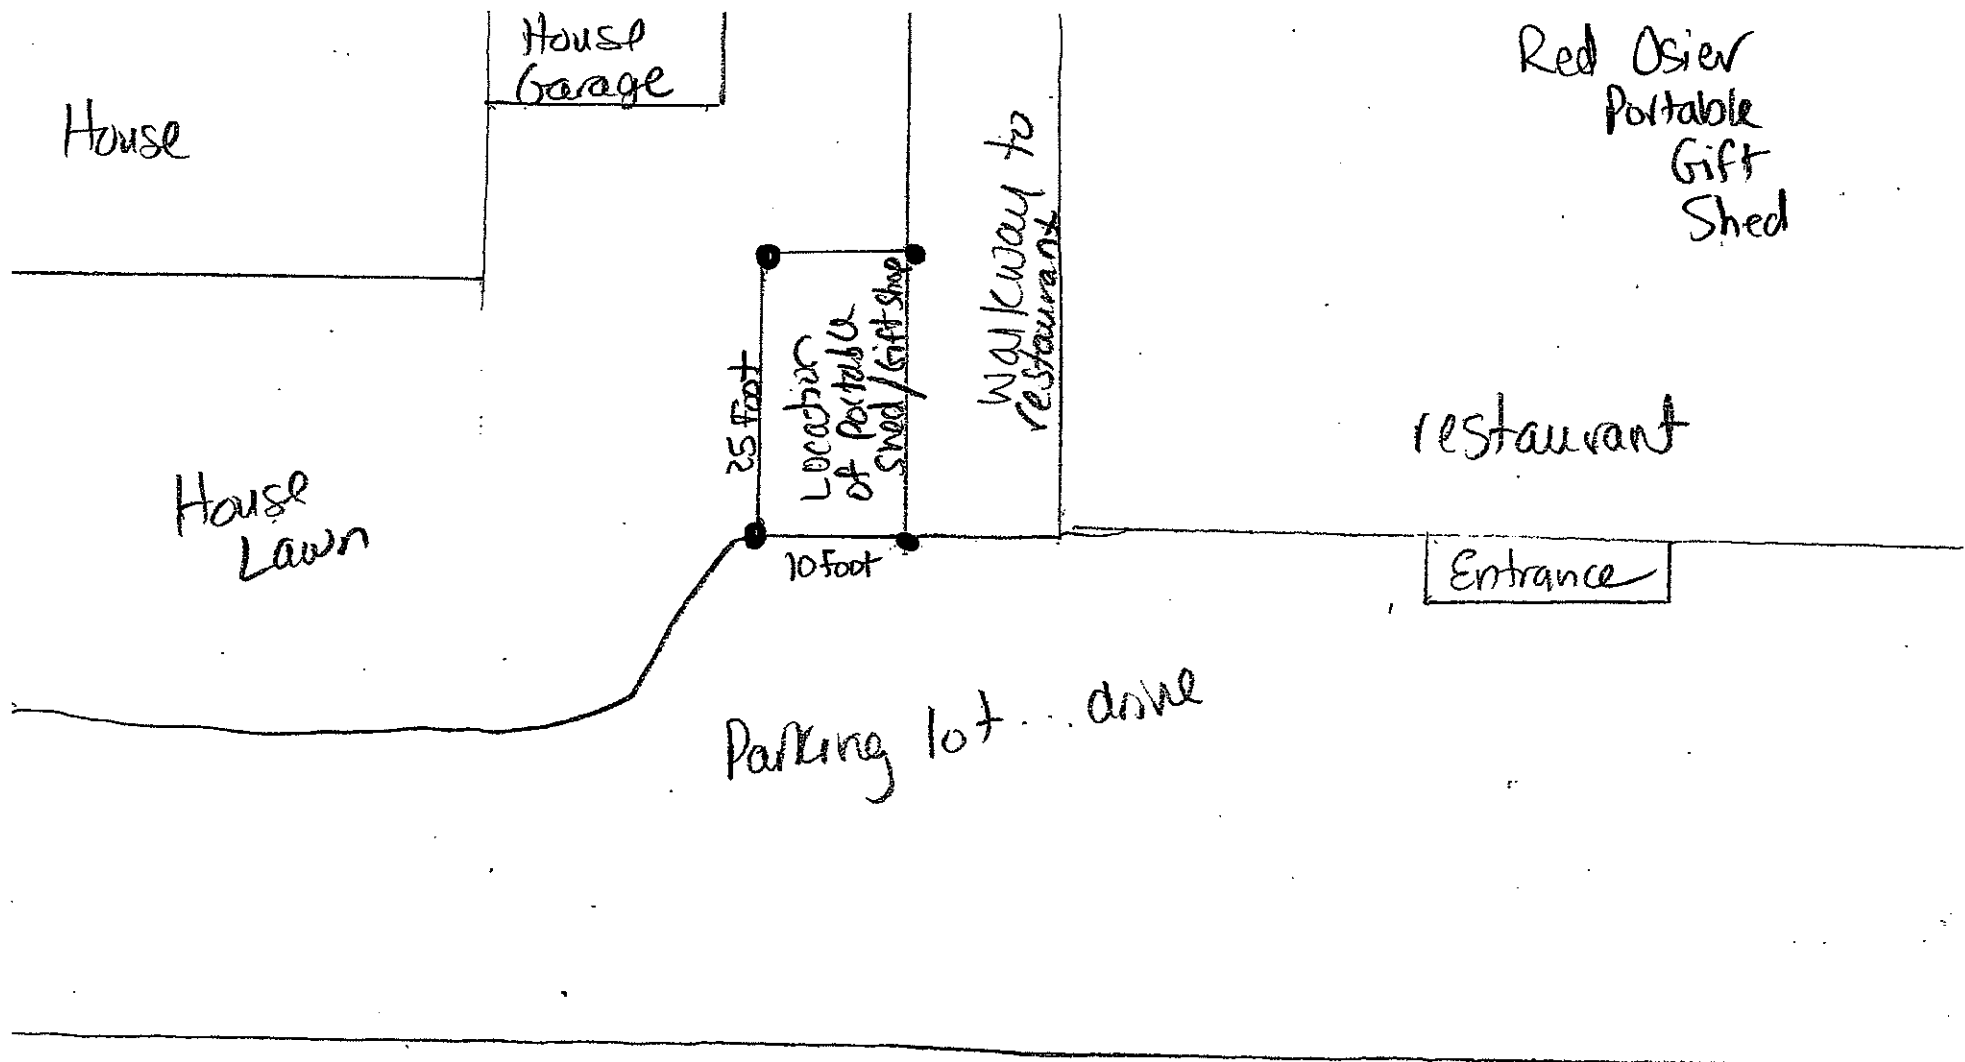 House
Garage
House
Red Osier
Portable
Gift
Shed
Walkway to
restaurant
Location
of Portable
Shed / Gift Shop
25 Foot
10 Foot
restaurant
House
Lawn
Entrance
Parking lot... drive